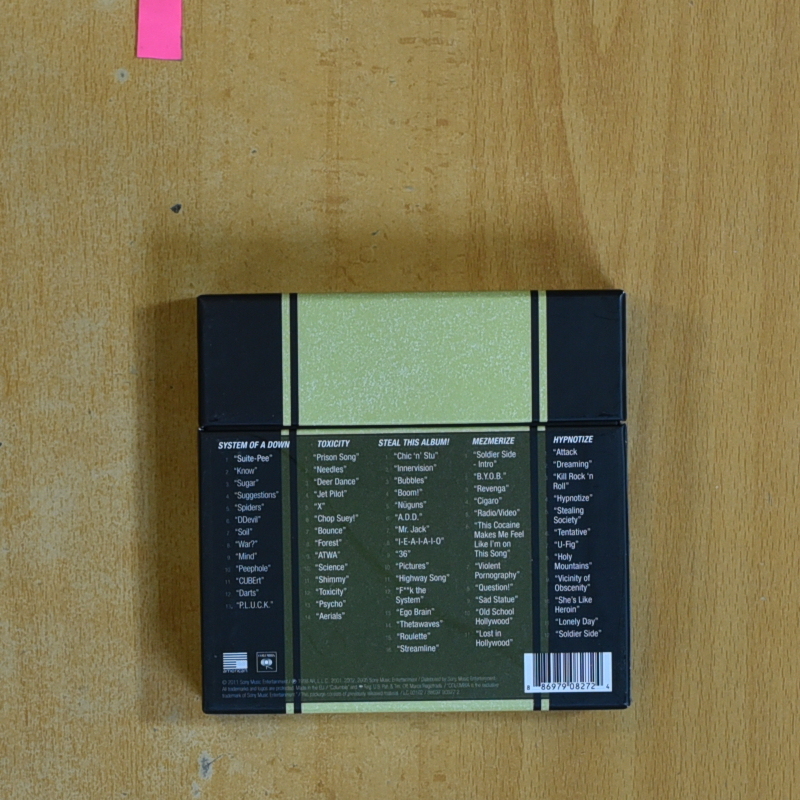 SYSTEM OF A DOWN
"Suite-Pee"
"Know"
"Sugar"
"Suggestions"
"Spiders"
"DDevil"
"Soil"
"War?"
"Mind"
"Peephole"
"CUBErt"
"Darts"
"P.L.U.C.K."
TOXICITY
"Prison Song"
"Needles"
"Deer Dance"
"Jet Pilot"
"X"
"Chop Suey!"
"Bounce"
"Forest"
"ATWA"
"Science"
"Shimmy"
"Toxicity"
"Psycho"
"Aerials"
STEAL THIS ALBUM!
"Chic 'n' Stu"
"Innervision"
"Bubbles"
"Boom!"
"Nüguns"
"A.D.D."
"Mr. Jack"
"I-E-A-I-A-I-O"
"36"
"Pictures"
"Highway Song"
"F**k the
System"
"Ego Brain"
"Thetawaves"
"Roulette"
"Streamline"
MEZMERIZE
"Soldier Side
- Intro"
"B.Y.O.B."
"Revenga"
"Cigaro"
"Radio/Video"
"This Cocaine
Makes Me Feel
Like I'm on
This Song"
"Violent
Pornography"
"Question!"
"Sad Statue"
"Old School
Hollywood"
"Lost in
Hollywood"
HYPNOTIZE
"Attack
"Dreaming"
"Kill Rock 'n
Roll"
"Hypnotize"
"Stealing
Society"
"Tentative"
"U-Fig"
"Holy
Mountains"
"Vicinity of
Obscenity"
"She's Like
Heroin"
"Lonely Day"
"Soldier Side"
8 86979 08272 4